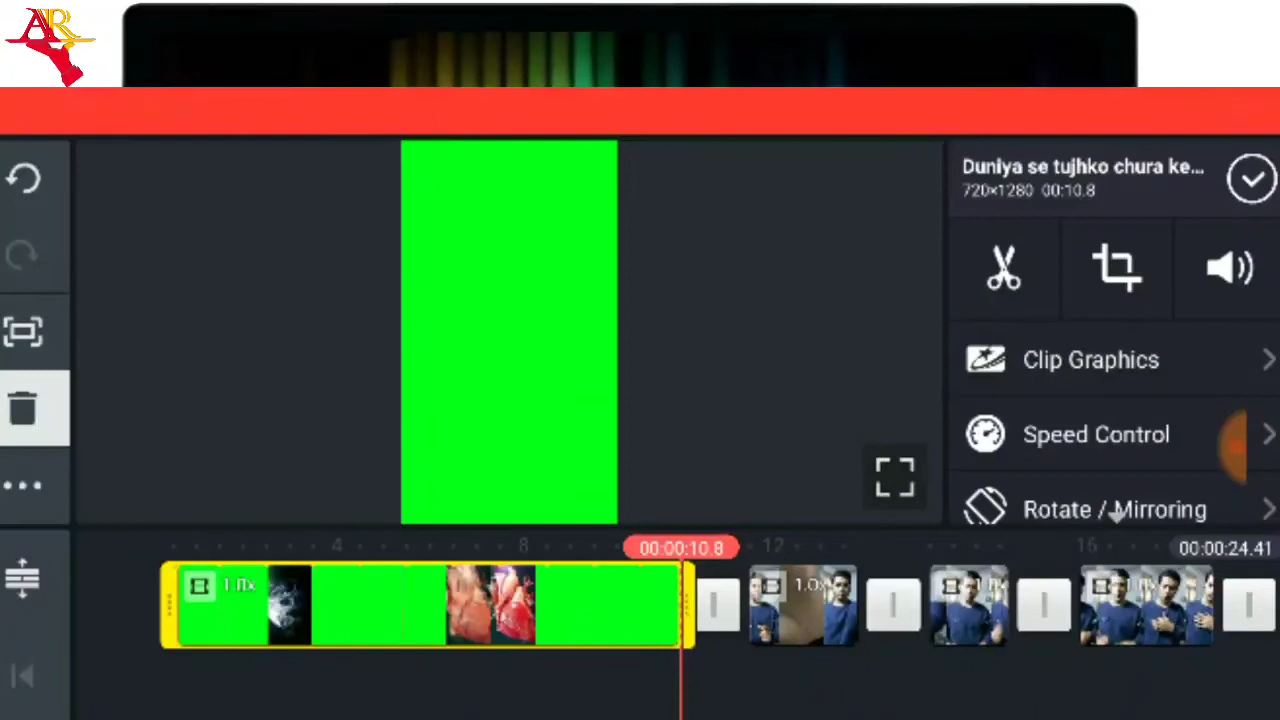 AR
Duniya se tujhko chura ke...
720×1280 00:10.8
Clip Graphics
Speed Control
Rotate / Mirroring
4
8
00:00:10.8
12
16
00:00:24.41
1.0x
1.0x